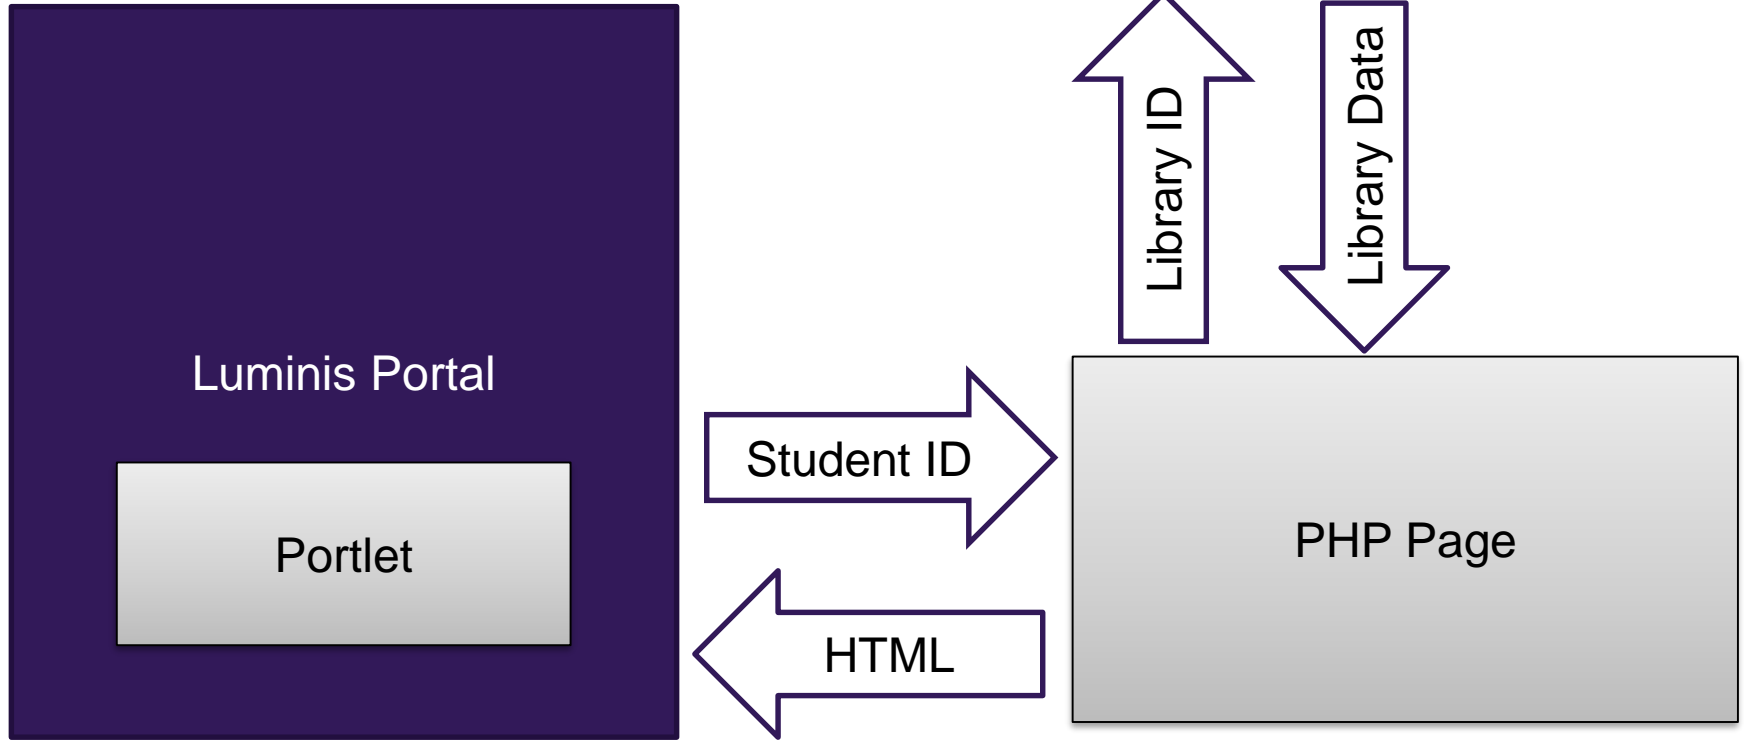 Library ID
Library Data
Luminis Portal
Student ID
Portlet
PHP Page
HTML